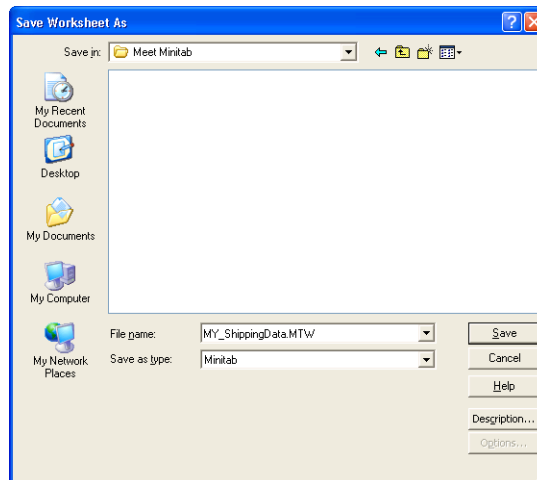 Save Worksheet As
Save in: Meet Minitab
My Recent
Documents
Desktop
My Documents
My Computer
My Network
Places
File name: MY_ShippingData.MTW
Save as type: Minitab
Save
Cancel
Help
Description...
Options...